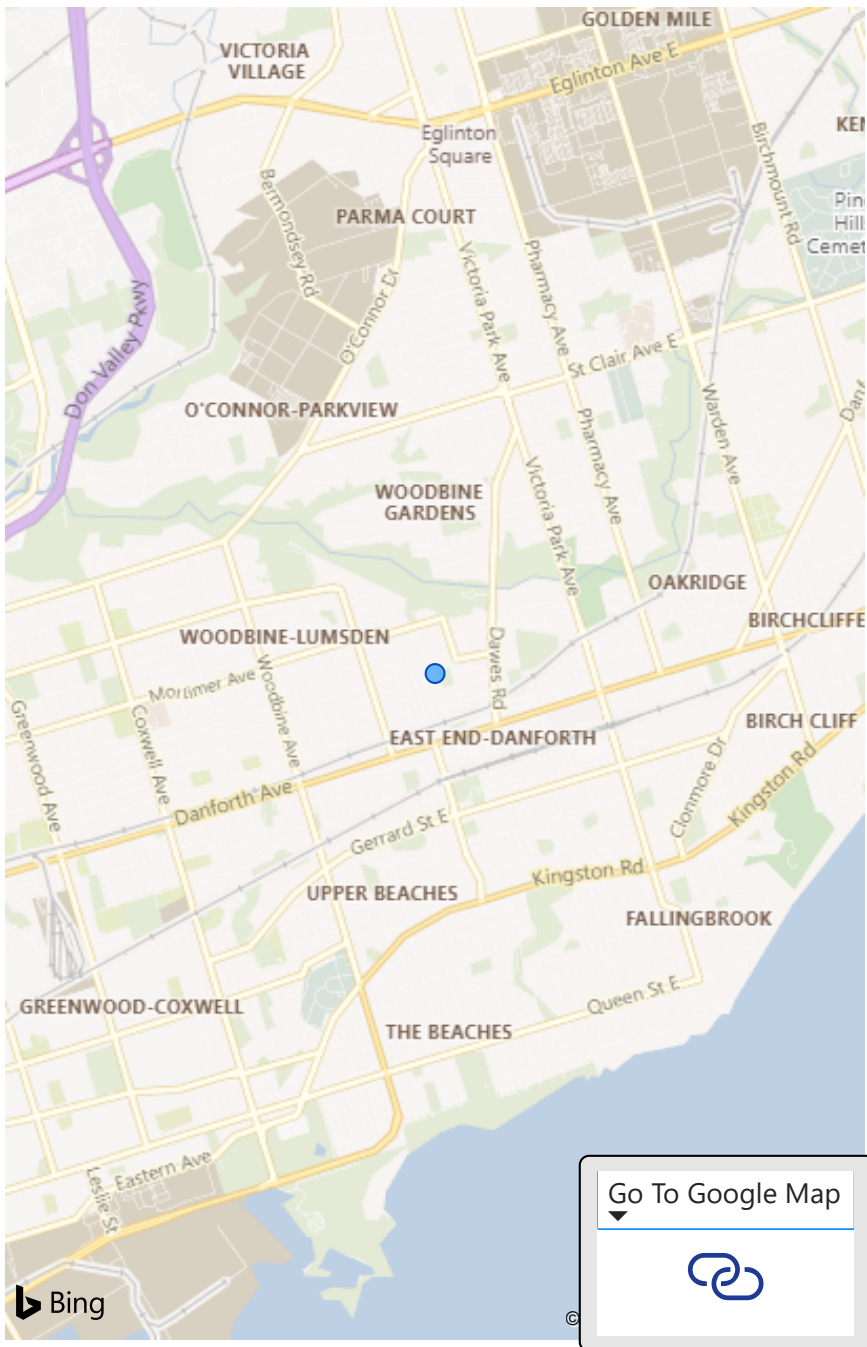 GOLDEN MILE
VICTORIA
VILLAGE
Eglinton Ave E
Eglinton
Square
Birchmount Rd
Bermondsey Rd
PARMA COURT
O'Connor Dr
Victoria Park Ave
Pharmacy Ave
Don Valley Pkwy
St Clair Ave E
O'CONNOR-PARKVIEW
Warden Ave
Pharmacy Ave
WOODBINE
GARDENS
Victoria Park Ave
OAKRIDGE
BIRCHCLIFFE
WOODBINE-LUMSDEN
Dawes Rd
Mortimer Ave
Woodbine Ave
Greenwood Ave
Coxwell Ave
EAST END-DANFORTH
BIRCH CLIFF
Clonmore Dr
Kingston Rd
Danforth Ave
Gerrard St E
Kingston Rd
UPPER BEACHES
FALLINGBROOK
Queen St E
GREENWOOD-COXWELL
THE BEACHES
Eastern Ave
Leslie St
Go To Google Map
Bing
©